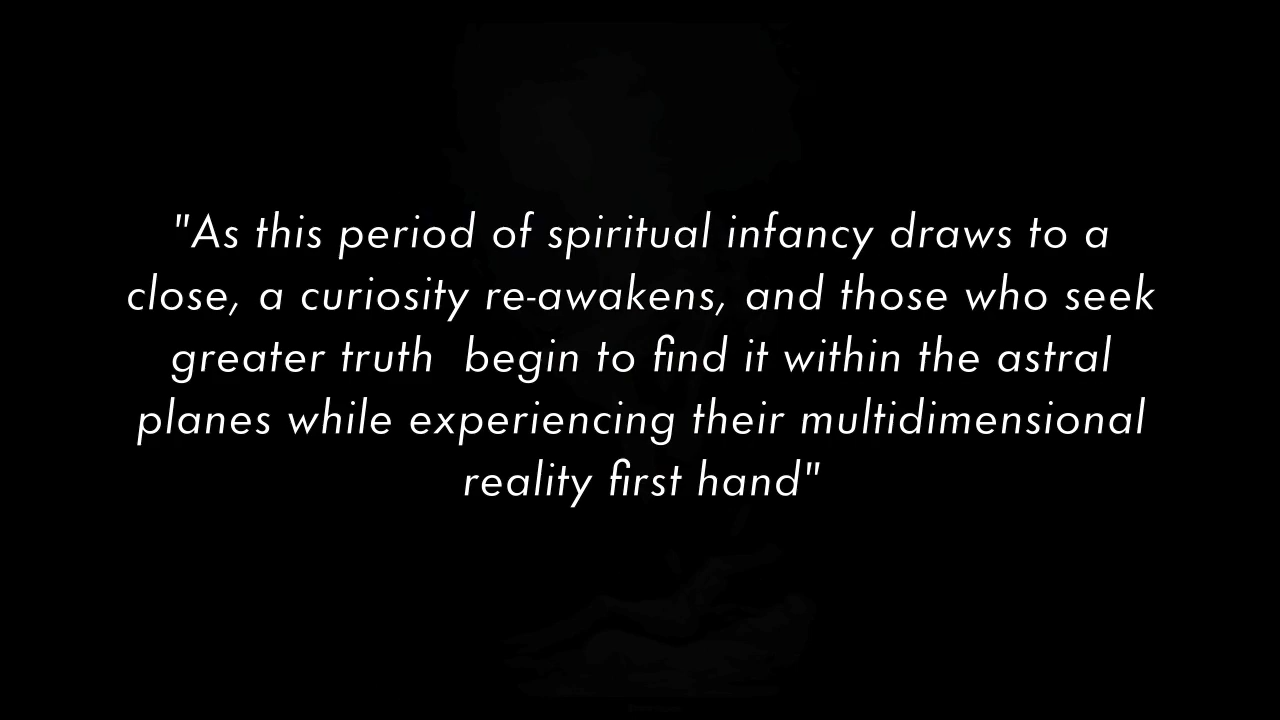 "As this period of spiritual infancy draws to a
close, a curiosity re-awakens, and those who seek
greater truth  begin to find it within the astral
planes while experiencing their multidimensional
reality first hand"